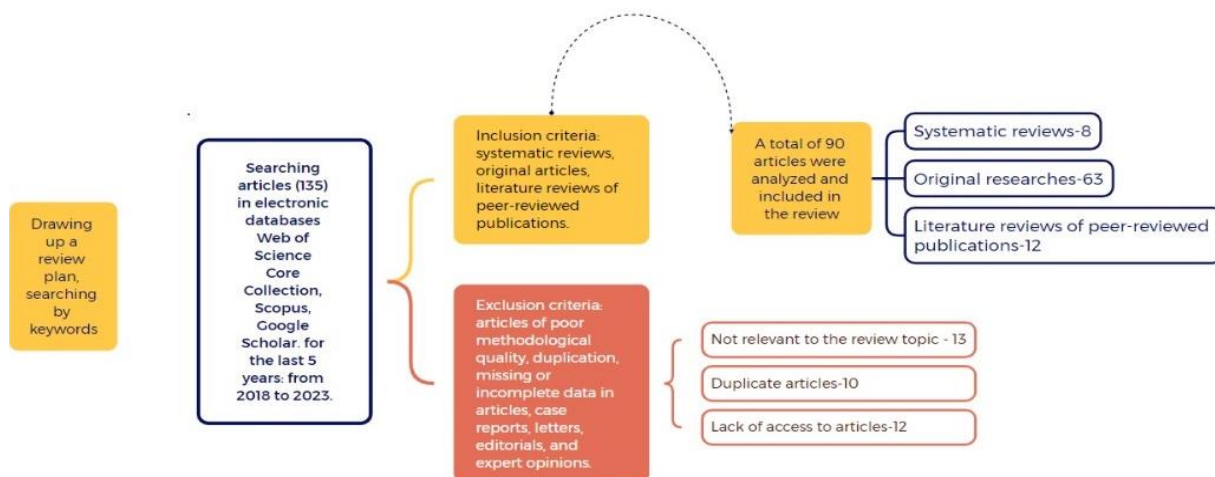 Drawing
up a
review
plan,
searching
by
keywords
Searching
articles (135)
in electronic
databases
Web of
Science
Core
Collection,
Scopus,
Google
Scholar. for
the last 5
years: from
2018 to 2023.
Inclusion criteria:
systematic reviews,
original articles,
literature reviews of
peer-reviewed
publications.
Exclusion criteria:
articles of poor
methodological
quality, duplication,
missing or
incomplete data in
articles, case
reports, letters,
editorials, and
expert opinions.
A total of 90
articles were
analyzed and
included in
the review
Systematic reviews-8
Original researches-63
Literature reviews of peer-reviewed
publications-12
Not relevant to the review topic - 13
Duplicate articles-10
Lack of access to articles-12